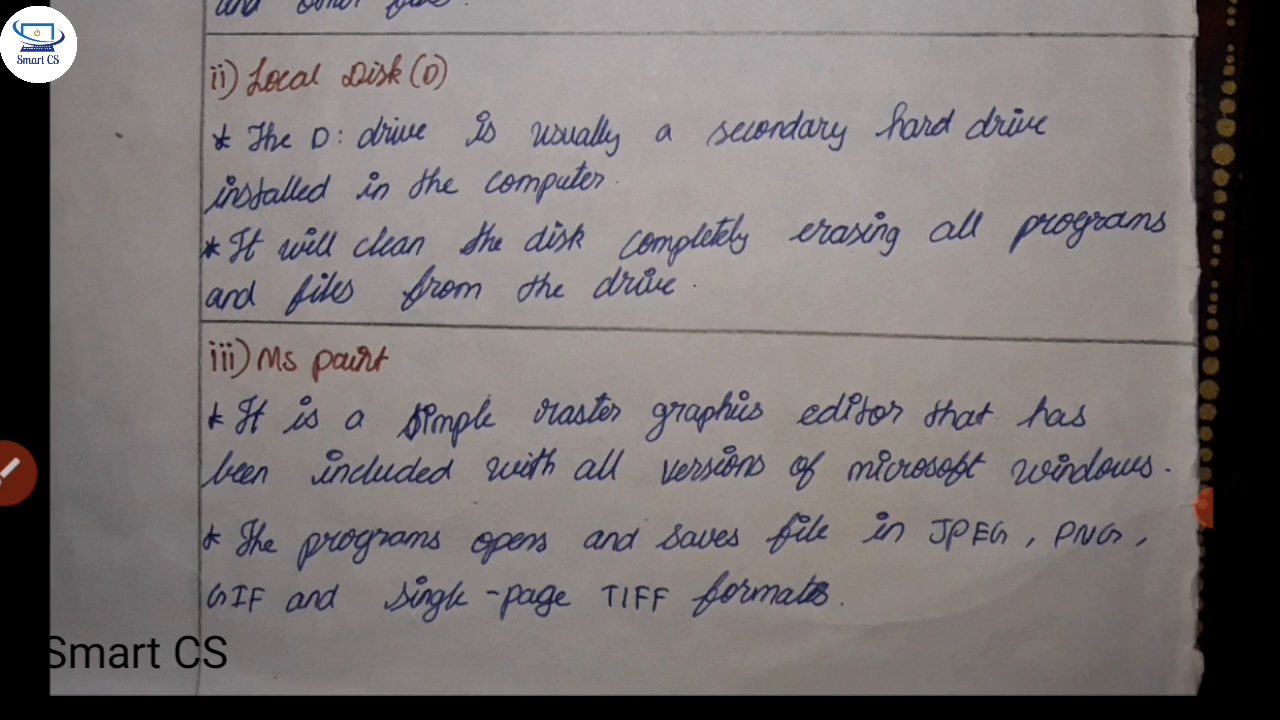 Smart CS
and other files.
ii) Local Disk (D)
* The D: drive is usually a secondary hard drive
installed in the computer.
* It will clean the disk completely erasing all programs
and files from the drive.
iii) Ms paint
* It is a simple raster graphics editor that has
been included with all versions of microsoft windows.
* The programs opens and saves file in JPEG, PNG,
GIF and single-page TIFF formats.
Smart CS